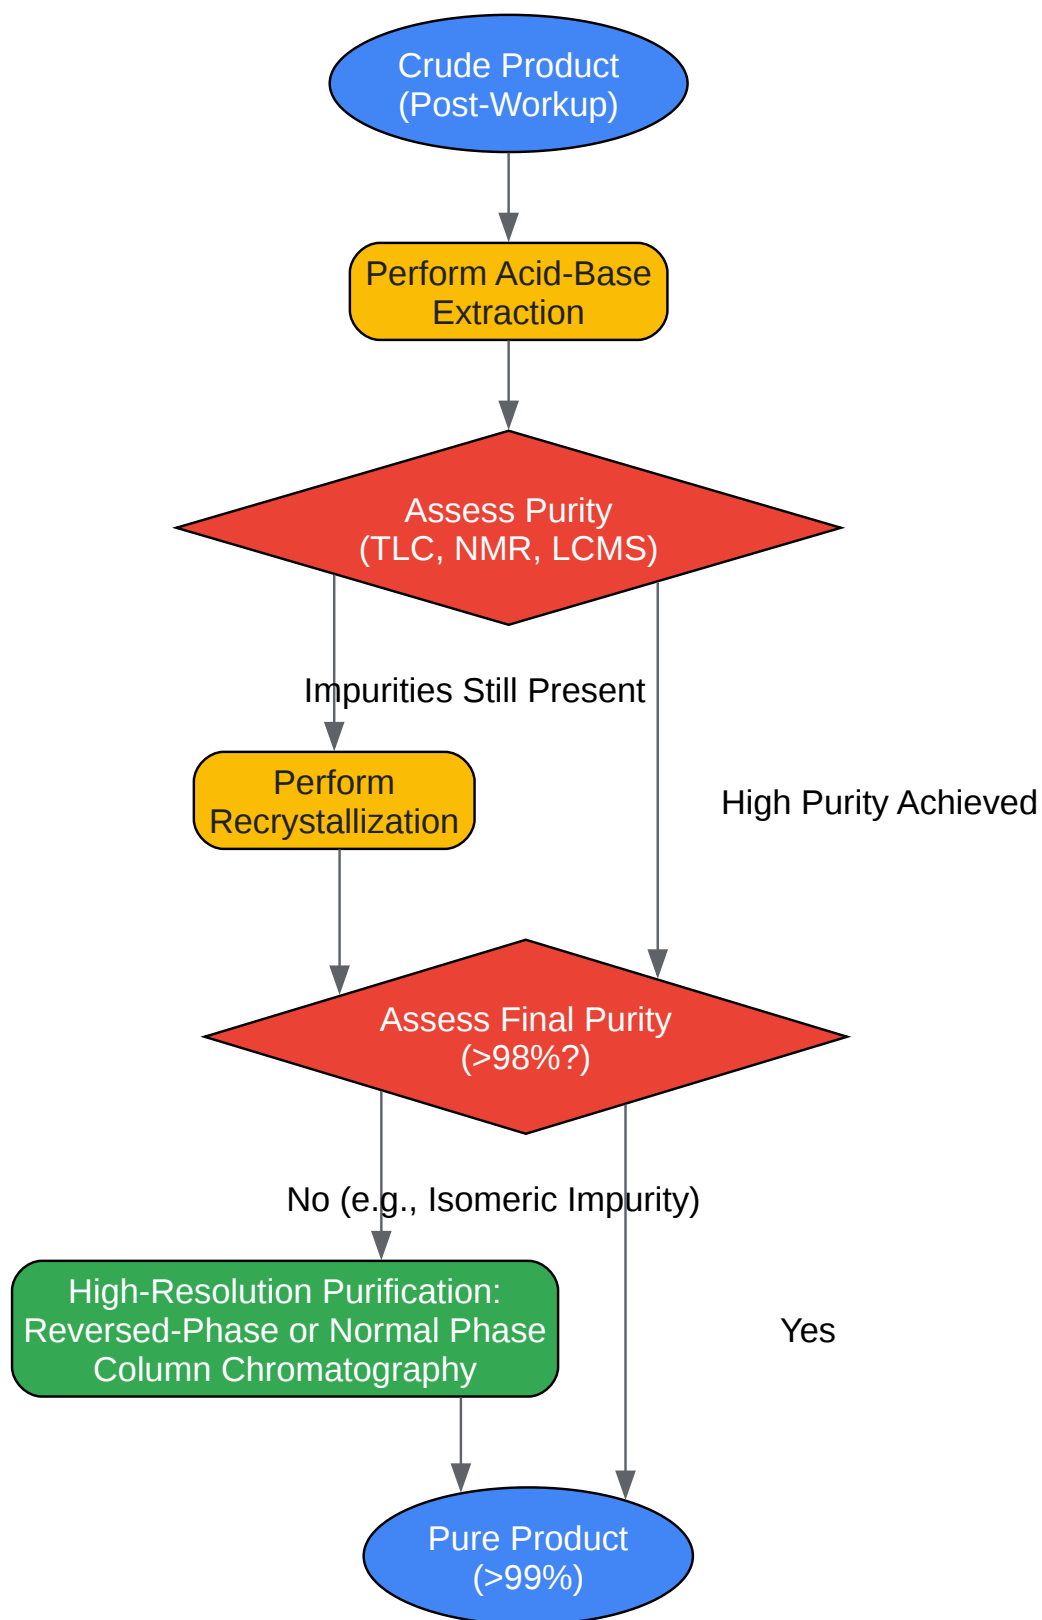 Crude Product
(Post-Workup)
Perform Acid-Base
Extraction
Assess Purity
(TLC, NMR, LCMS)
Impurities Still Present
Perform
Recrystallization
High Purity Achieved
Assess Final Purity
(>98%?)
No (e.g., Isomeric Impurity)
High-Resolution Purification:
Reversed-Phase or Normal Phase
Column Chromatography
Yes
Pure Product
(>99%)